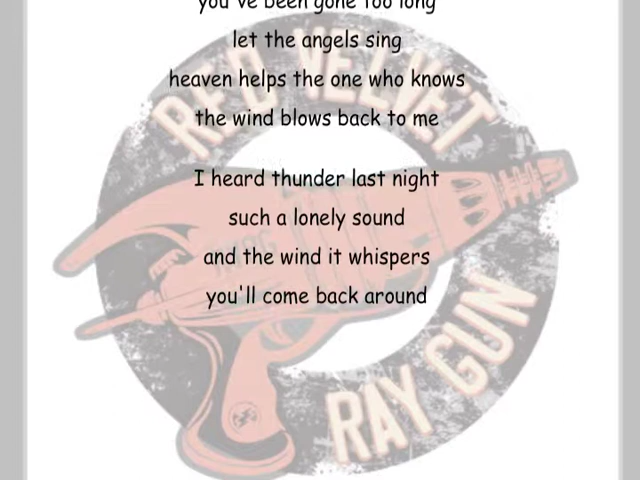 you've been gone too long
let the angels sing
heaven helps the one who knows
the wind blows back to me
I heard thunder last night
such a lonely sound
and the wind it whispers
you'll come back around
RED VELVET
RAY GUN